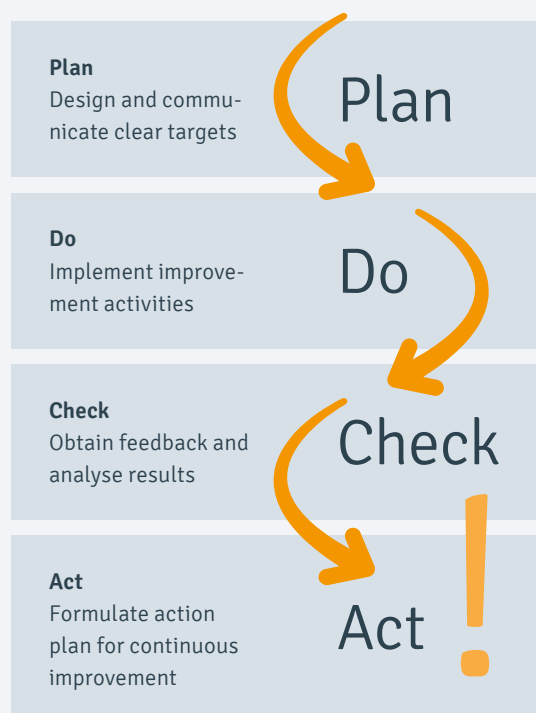 Plan
Design and commu-
nicate clear targets
Plan
Do
Implement improve-
ment activities
Do
Check
Obtain feedback and
analyse results
Check
Act
Formulate action
plan for continuous
improvement
Act
!